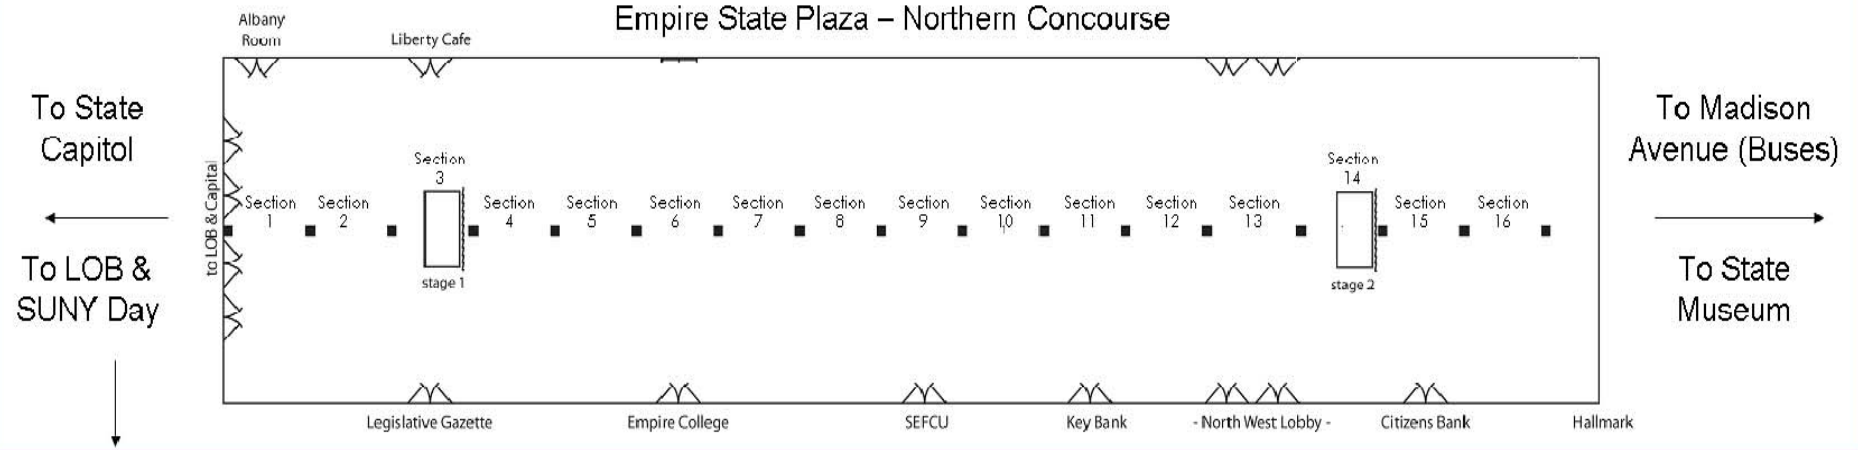 Empire State Plaza – Northern Concourse
Albany
Room
Liberty Cafe
To State
Capitol
To LOB &
SUNY Day
to LOB & Capital
Section
1
Section
2
Section
3
stage 1
Section
4
Section
5
Section
6
Section
7
Section
8
Section
9
Section
10
Section
11
Section
12
Section
13
Section
14
stage 2
Section
15
Section
16
To Madison
Avenue (Buses)
To State
Museum
Legislative Gazette
Empire College
SEFCU
Key Bank
- North West Lobby -
Citizens Bank
Hallmark